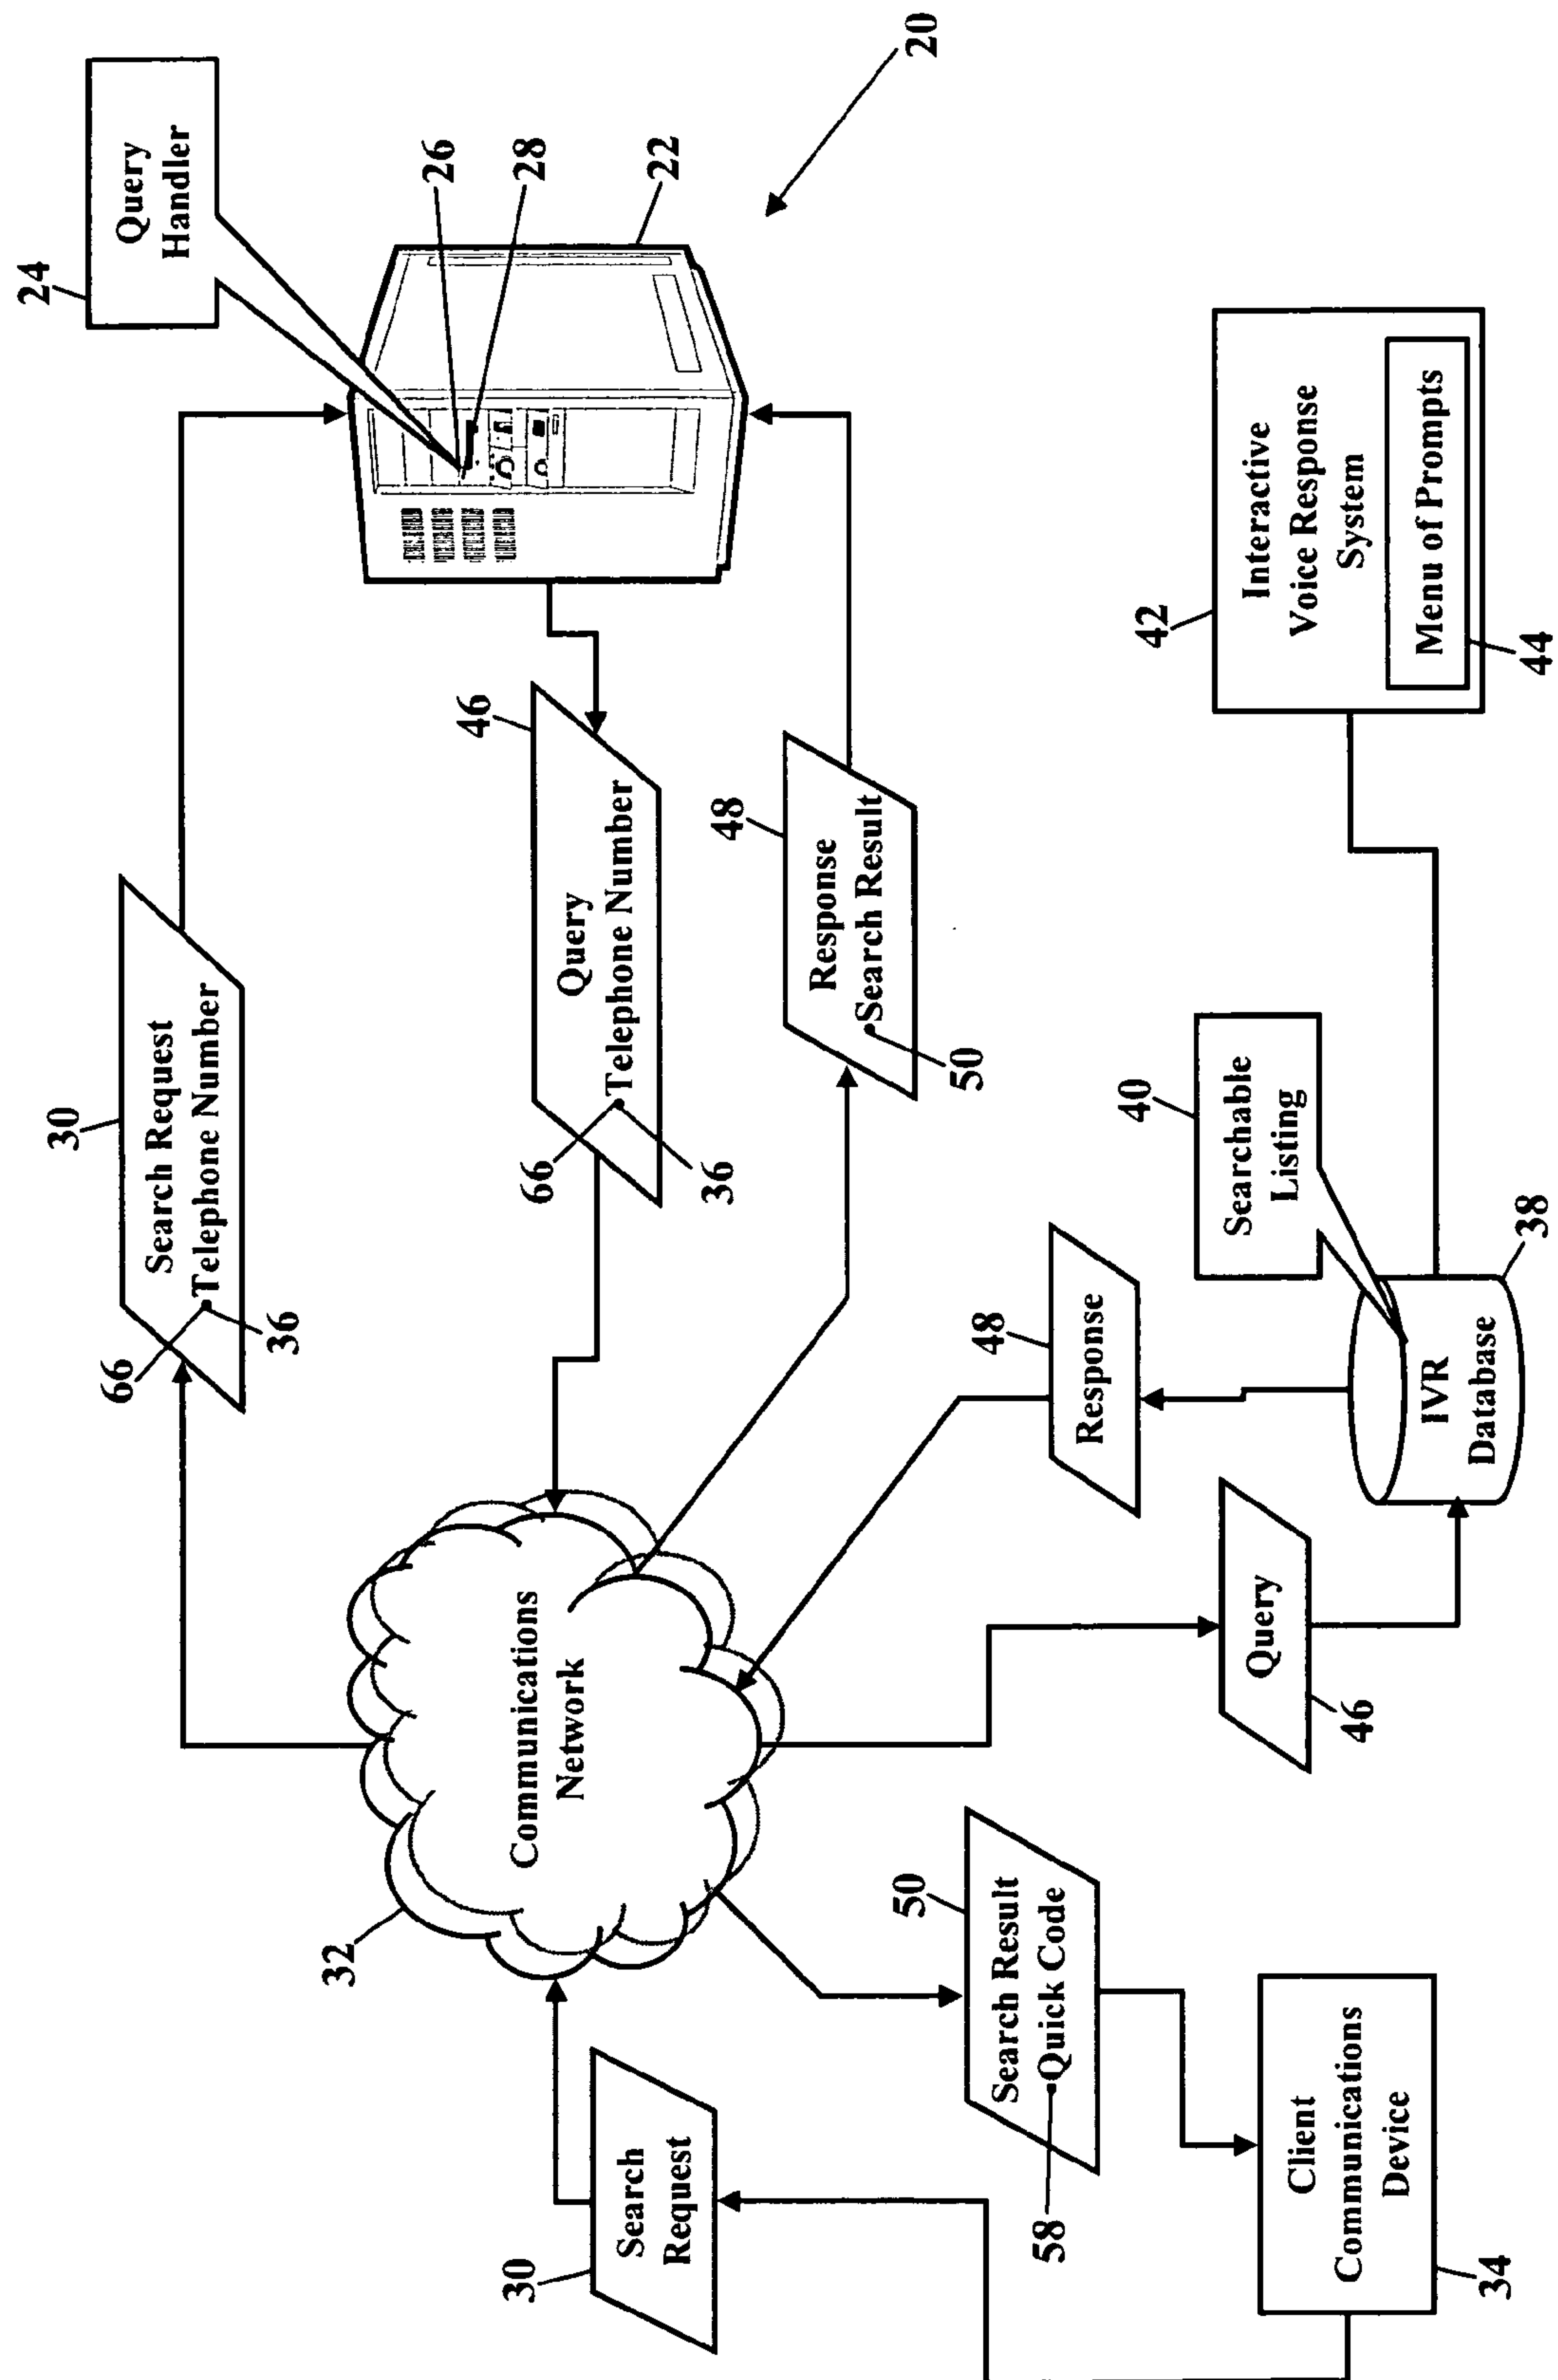 24
Query
Handler
30
Search Request
Telephone Number
66
36
26
28
22
20
32
Communications
Network
46
Query
Telephone Number
66
36
30
Search
Request
48
Response
Search Result
50
50
Search Result
Quick Code
58
48
Response
40
Searchable
Listing
42
Interactive
Voice Response
System
Menu of Prompts
44
Query
46
IVR
Database
38
Client
Communications
Device
34